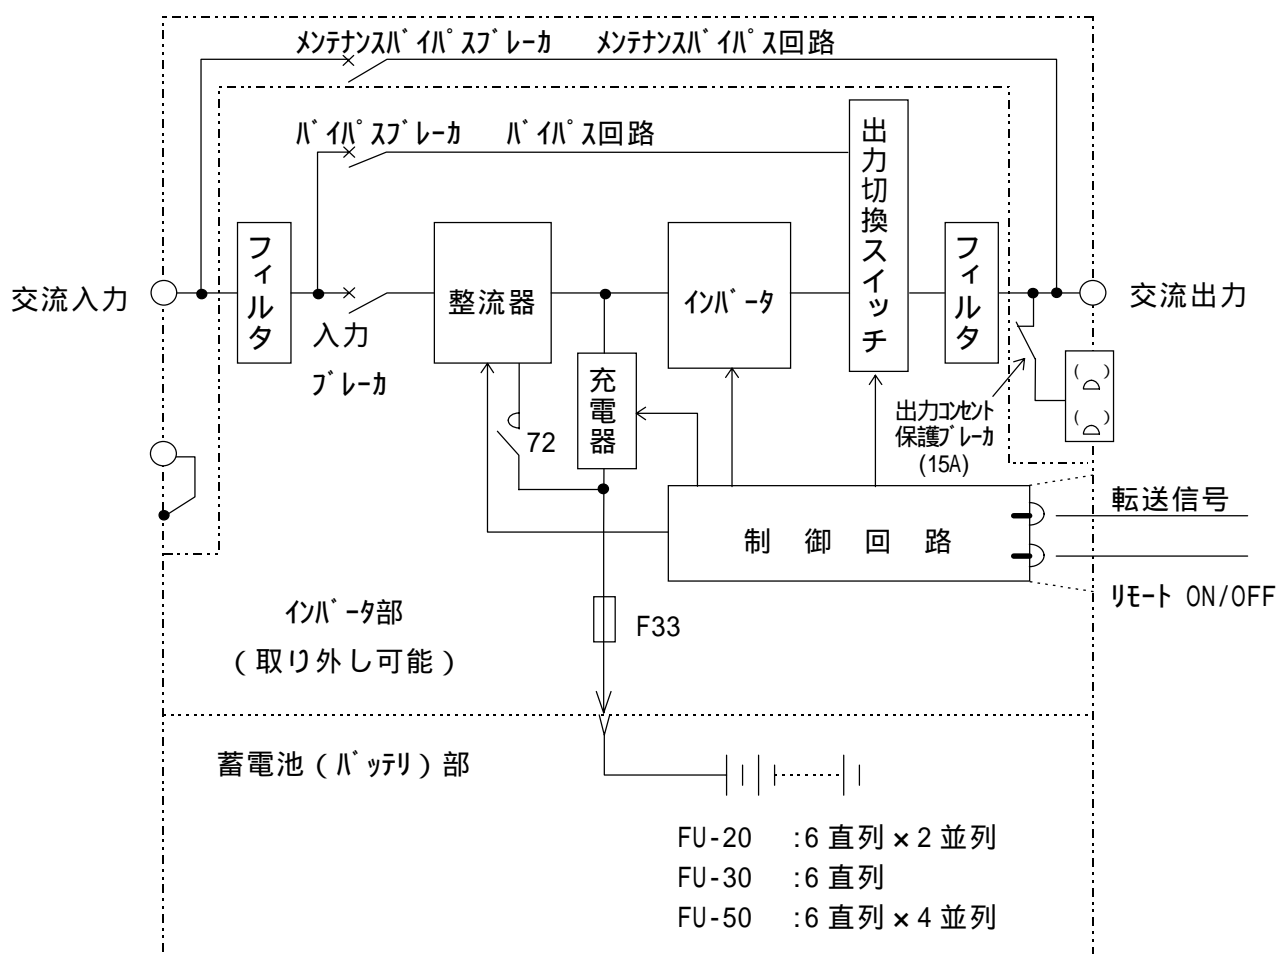 ﾒﾝﾃﾅﾝｽﾊﾞｲﾊﾟｽﾌﾞﾚｰｶ ﾒﾝﾃﾅﾝｽﾊﾞｲﾊﾟｽ回路
ﾊﾞｲﾊﾟｽﾌﾞﾚｰｶ ﾊﾞｲﾊﾟｽ回路
出力切換スイッチ
交流入力
フィルタ
入力
ﾌﾞﾚｰｶ
整流器
ｲﾝﾊﾞｰﾀ
フィルタ
交流出力
充電器
72
出力ｺﾝｾﾝﾄ
保護ﾌﾞﾚｰｶ
(15A)
制御回路
転送信号
ﾘﾓｰﾄ ON/OFF
ｲﾝﾊﾞｰﾀ部
（取り外し可能）
F33
蓄電池（ﾊﾞｯﾃﾘ）部
FU-20 :6直列×2並列
FU-30 :6直列
FU-50 :6直列×4並列